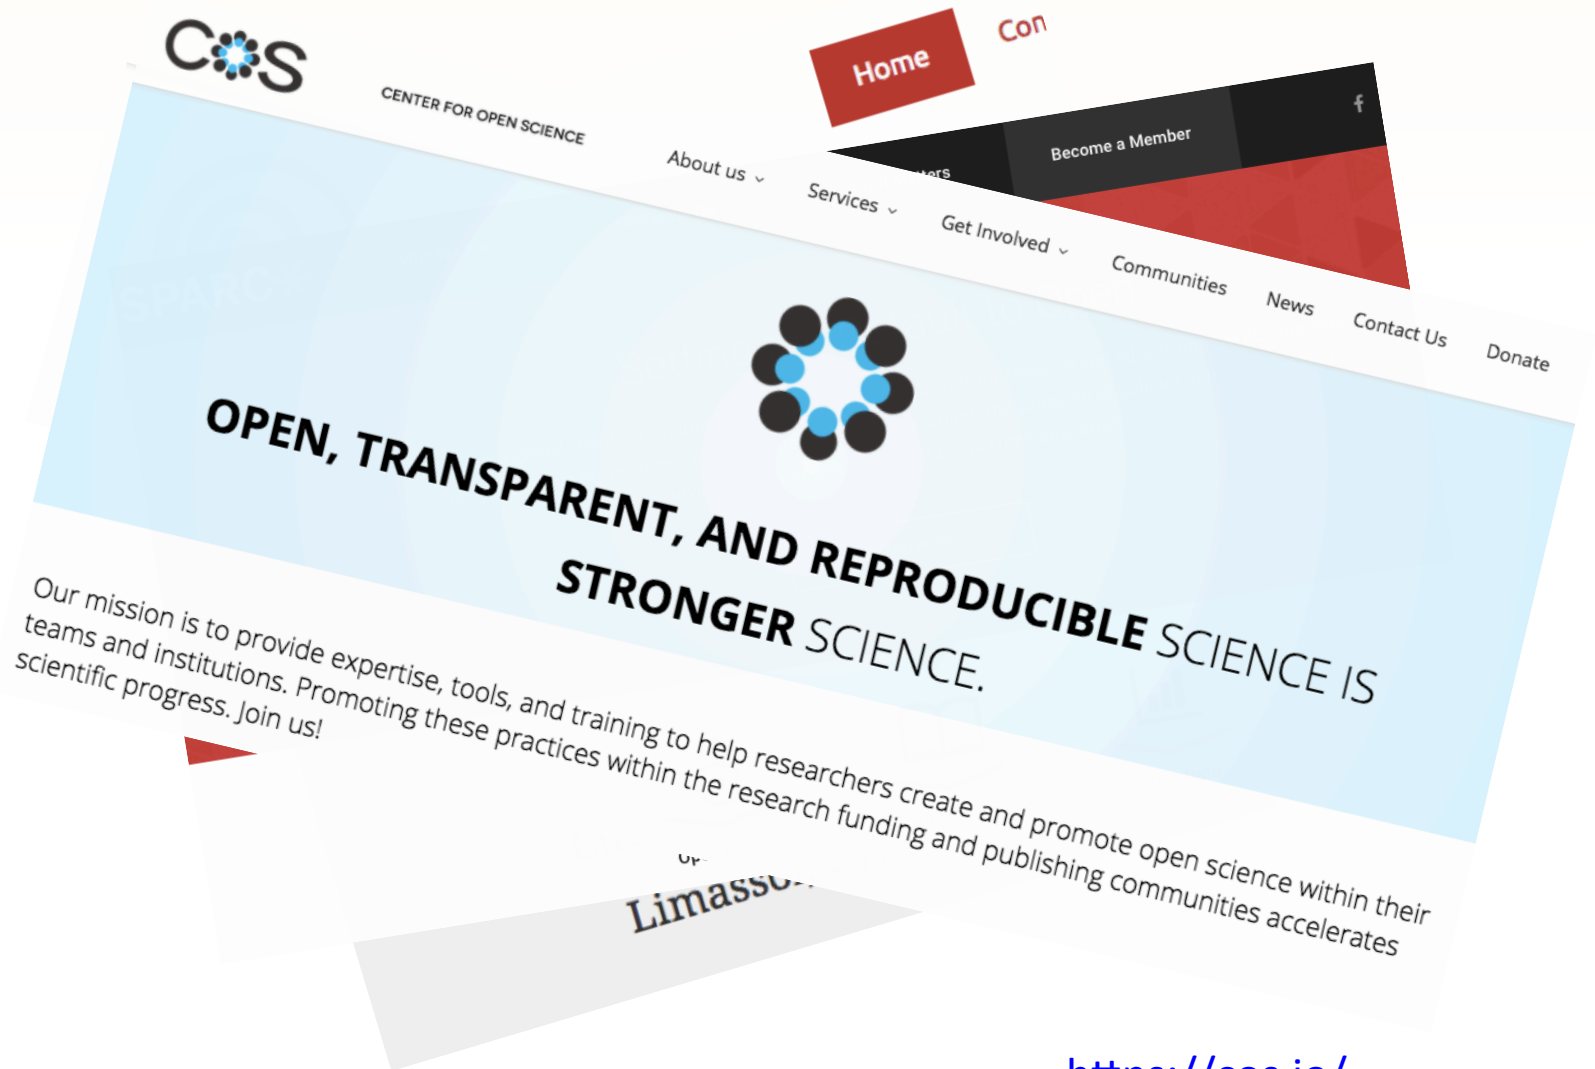 COS
CENTER FOR OPEN SCIENCE
Home
Become a Member
About us
Services
Get Involved
Communities
News
Contact Us
Donate
SPARC
OPEN, TRANSPARENT, AND REPRODUCIBLE SCIENCE IS
STRONGER SCIENCE.
Our mission is to provide expertise, tools, and training to help researchers create and promote open science within their
teams and institutions. Promoting these practices within the research funding and publishing communities accelerates
scientific progress. Join us!